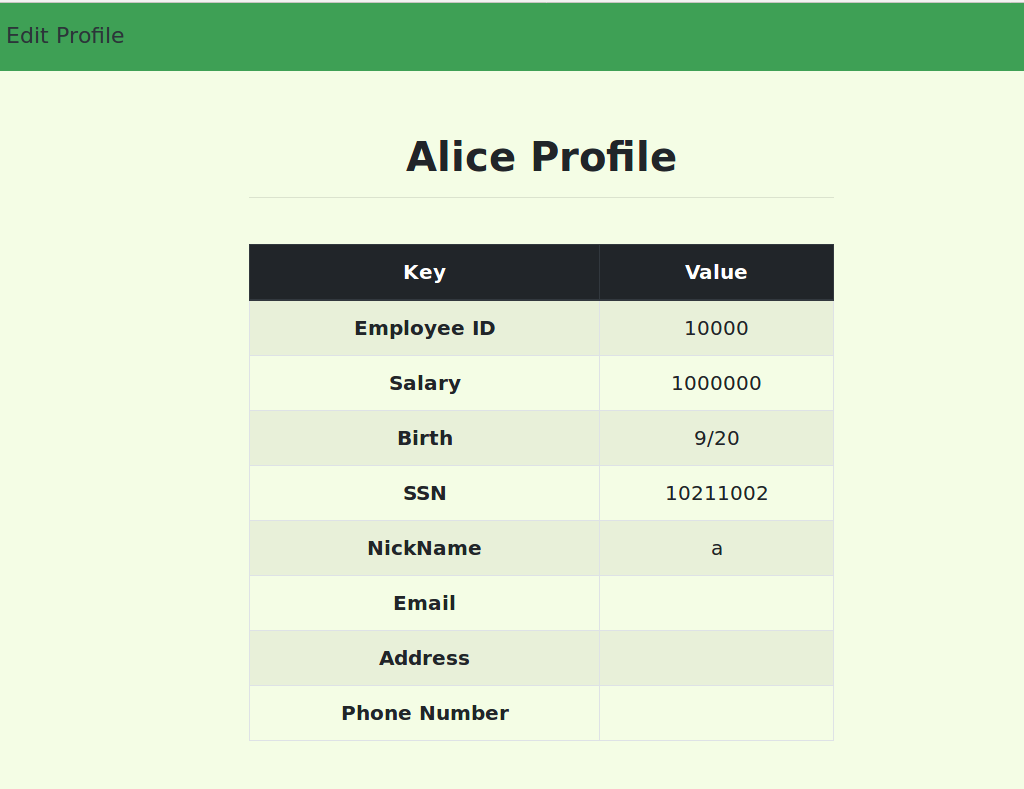 Edit Profile
Alice Profile
Key Value
Employee ID 10000
Salary 1000000
Birth 9/20
SSN 10211002
NickName a
Email
Address
Phone Number